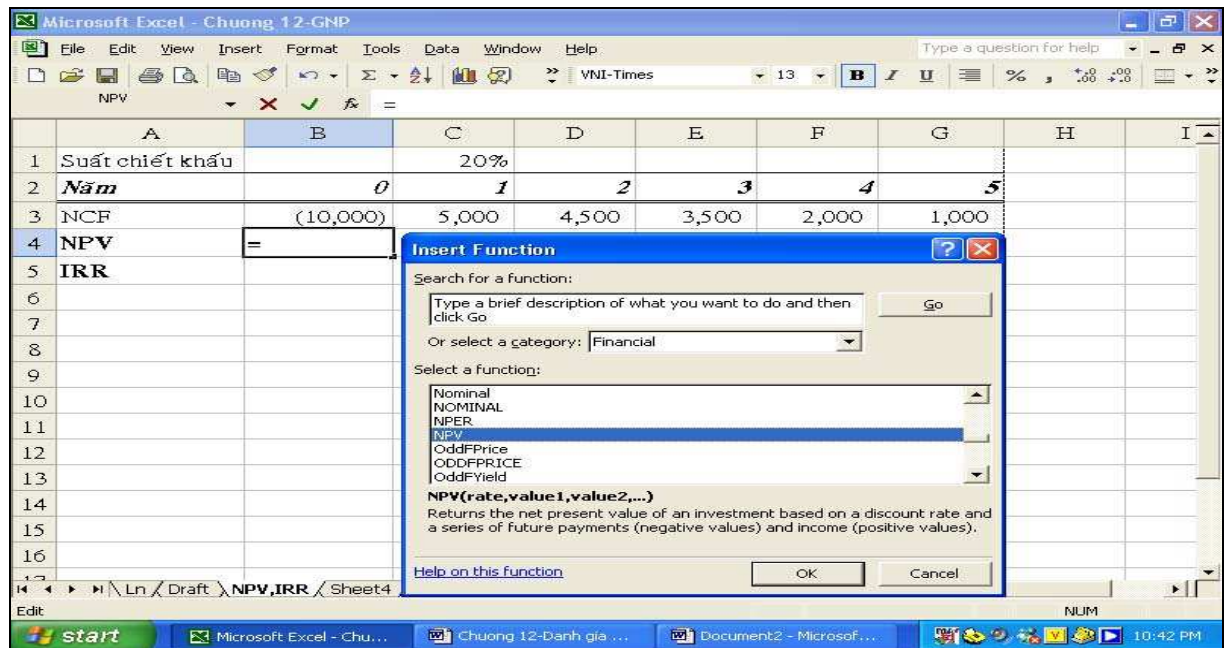 Microsoft Excel - Chuong 12-GNP
File Edit View Insert Format Tools Data Window Help Type a question for help
VNI-Times 13 B I U % ,
NPV =
A B C D E F G H I
1 Suất chiết khấu 20%
2 Năm 0 1 2 3 4 5
3 NCF (10,000) 5,000 4,500 3,500 2,000 1,000
4 NPV =
5 IRR
6
7
8
9
10
11
12
13
14
15
16
17
Insert Function
Search for a function:
Type a brief description of what you want to do and then
click Go
Go
Or select a category: Financial
Select a function:
Nominal
NOMINAL
NPER
NPV
OddFPrice
ODDFPRICE
OddFYield
NPV(rate,value1,value2,...)
Returns the net present value of an investment based on a discount rate and
a series of future payments (negative values) and income (positive values).
Help on this function OK Cancel
Ln Draft NPV,IRR Sheet4
Edit NUM
start Microsoft Excel - Chu... Chuong 12-Danh gia ... Document2 - Microsof... 10:42 PM